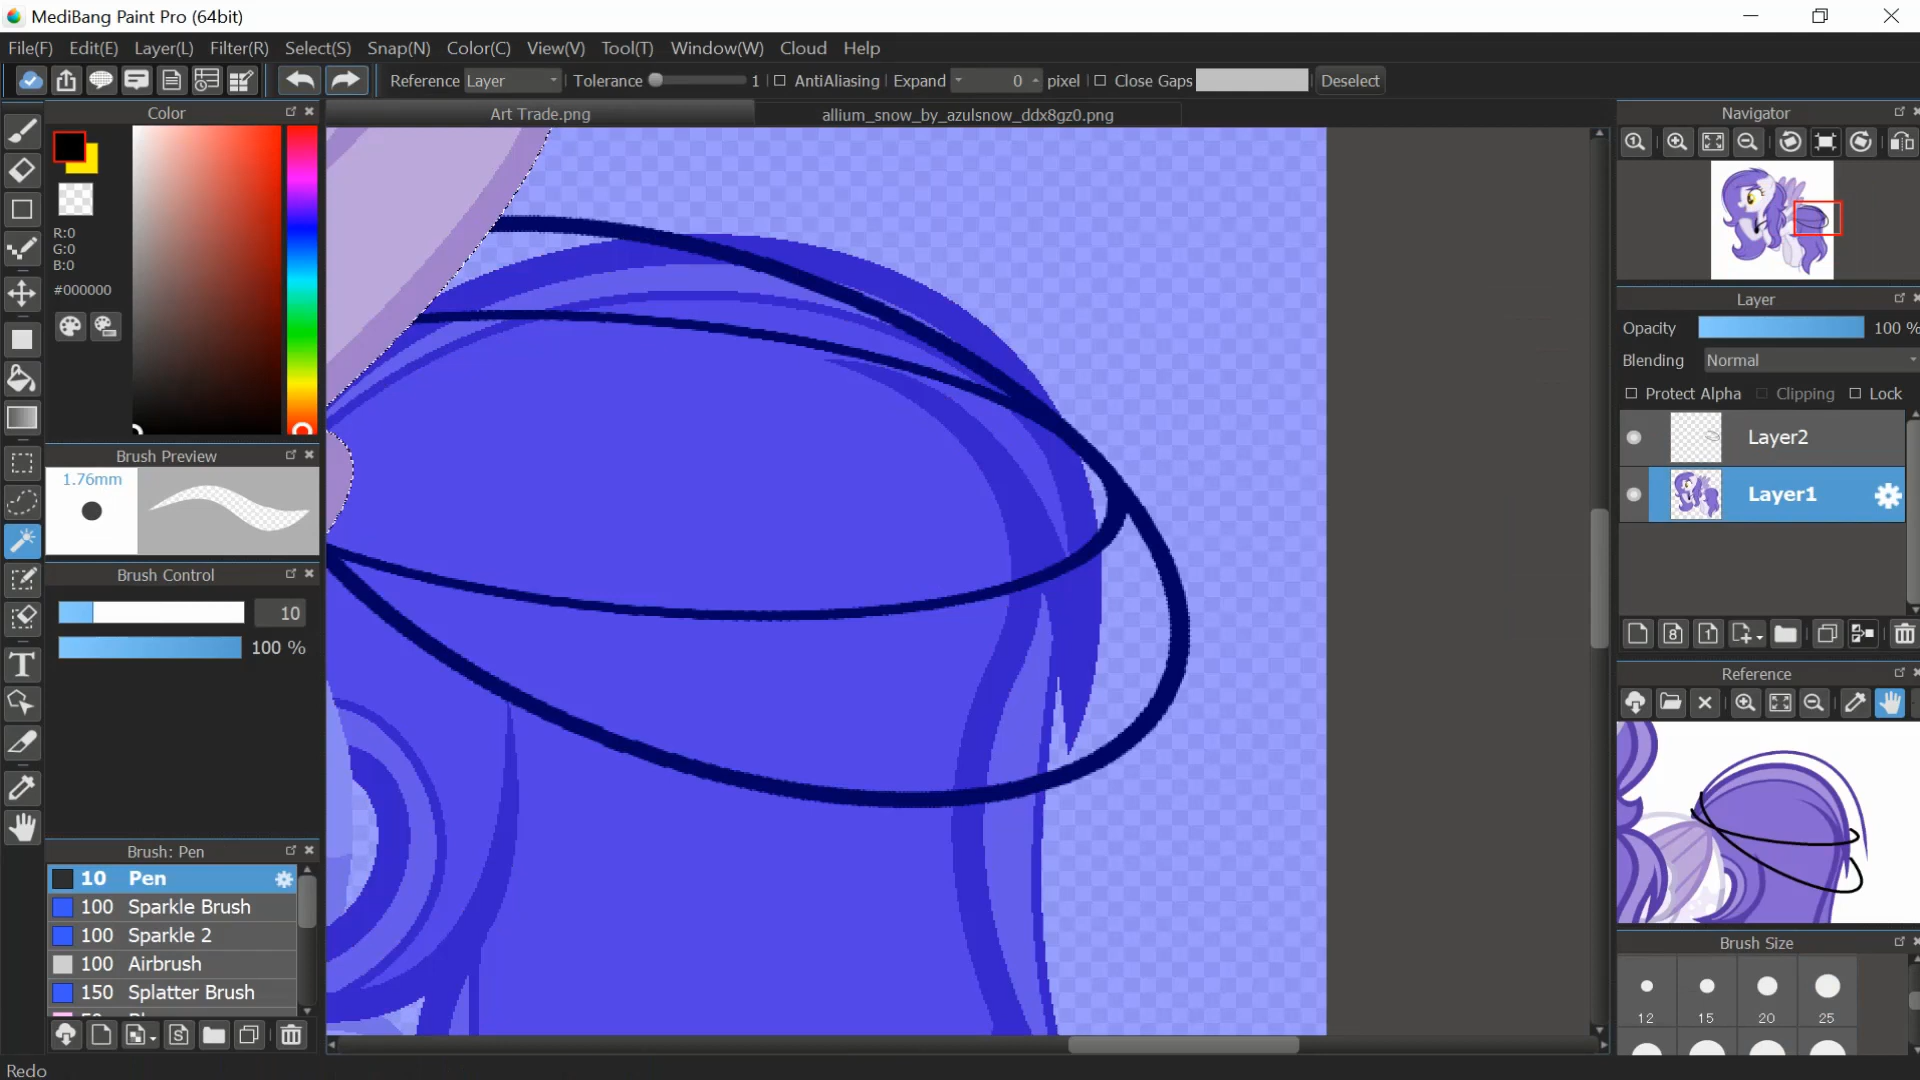 MediBang Paint Pro (64bit)
File(F) Edit(E) Layer(L) Filter(R) Select(S) Snap(N) Color(C) View(V) Tool(T) Window(W) Cloud Help
Reference Layer Tolerance 1 AntiAliasing Expand 0 pixel Close Gaps Deselect
Color
Art Trade.png
allium_snow_by_azulsnow_ddx8gz0.png
Navigator
R:0
G:0
B:0
#000000
Brush Preview
1.76mm
Brush Control
10
100 %
Brush: Pen
10 Pen
100 Sparkle Brush
100 Sparkle 2
100 Airbrush
150 Splatter Brush
Redo
Layer
Opacity 100 %
Blending Normal
Protect Alpha Clipping Lock
Layer2
Layer1
8 1
Reference
Brush Size
12 15 20 25